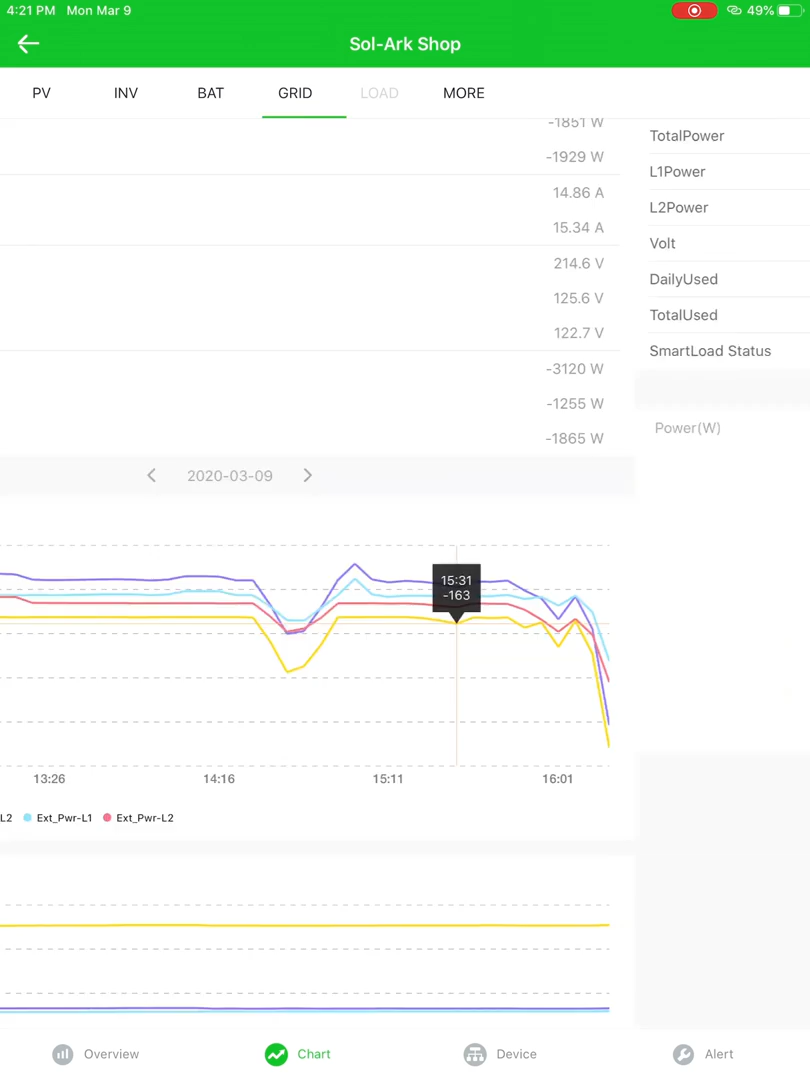 4:21 PM Mon Mar 9 49%
Sol-Ark Shop
PV INV BAT GRID LOAD MORE
-1851 W
-1929 W
14.86 A
15.34 A
214.6 V
125.6 V
122.7 V
-3120 W
-1255 W
-1865 W
TotalPower
L1Power
L2Power
Volt
DailyUsed
TotalUsed
SmartLoad Status
Power(W)
2020-03-09
15:31
-163
13:26 14:16 15:11 16:01
L2 Ext_Pwr-L1 Ext_Pwr-L2
Overview Chart Device Alert